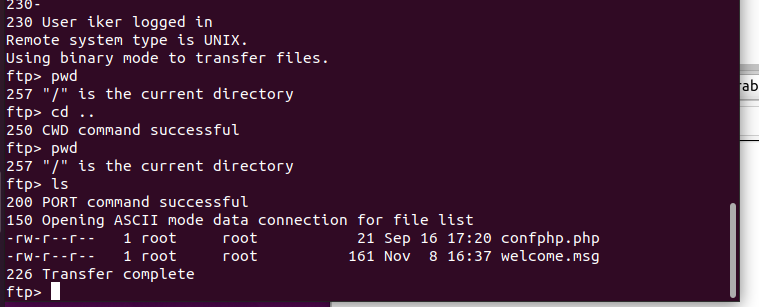 230-
230 User iker logged in
Remote system type is UNIX.
Using binary mode to transfer files.
ftp> pwd
257 "/" is the current directory
ftp> cd ..
250 CWD command successful
ftp> pwd
257 "/" is the current directory
ftp> ls
200 PORT command successful
150 Opening ASCII mode data connection for file list
-rw-r--r--   1 root     root           21 Sep 16 17:20 confphp.php
-rw-r--r--   1 root     root          161 Nov  8 16:37 welcome.msg
226 Transfer complete
ftp>
rab